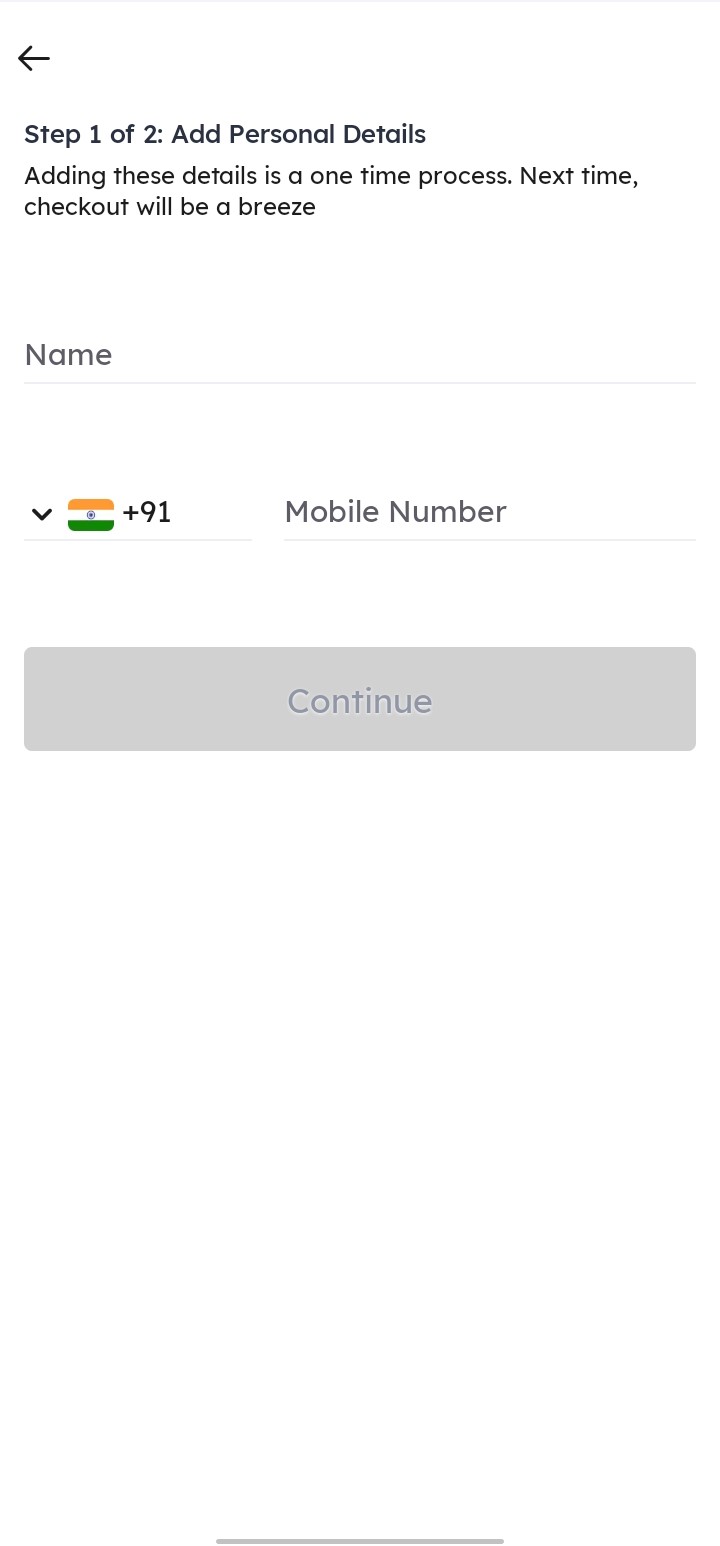 Step 1 of 2: Add Personal Details
Adding these details is a one time process. Next time,
checkout will be a breeze
Name
+91 Mobile Number
Continue